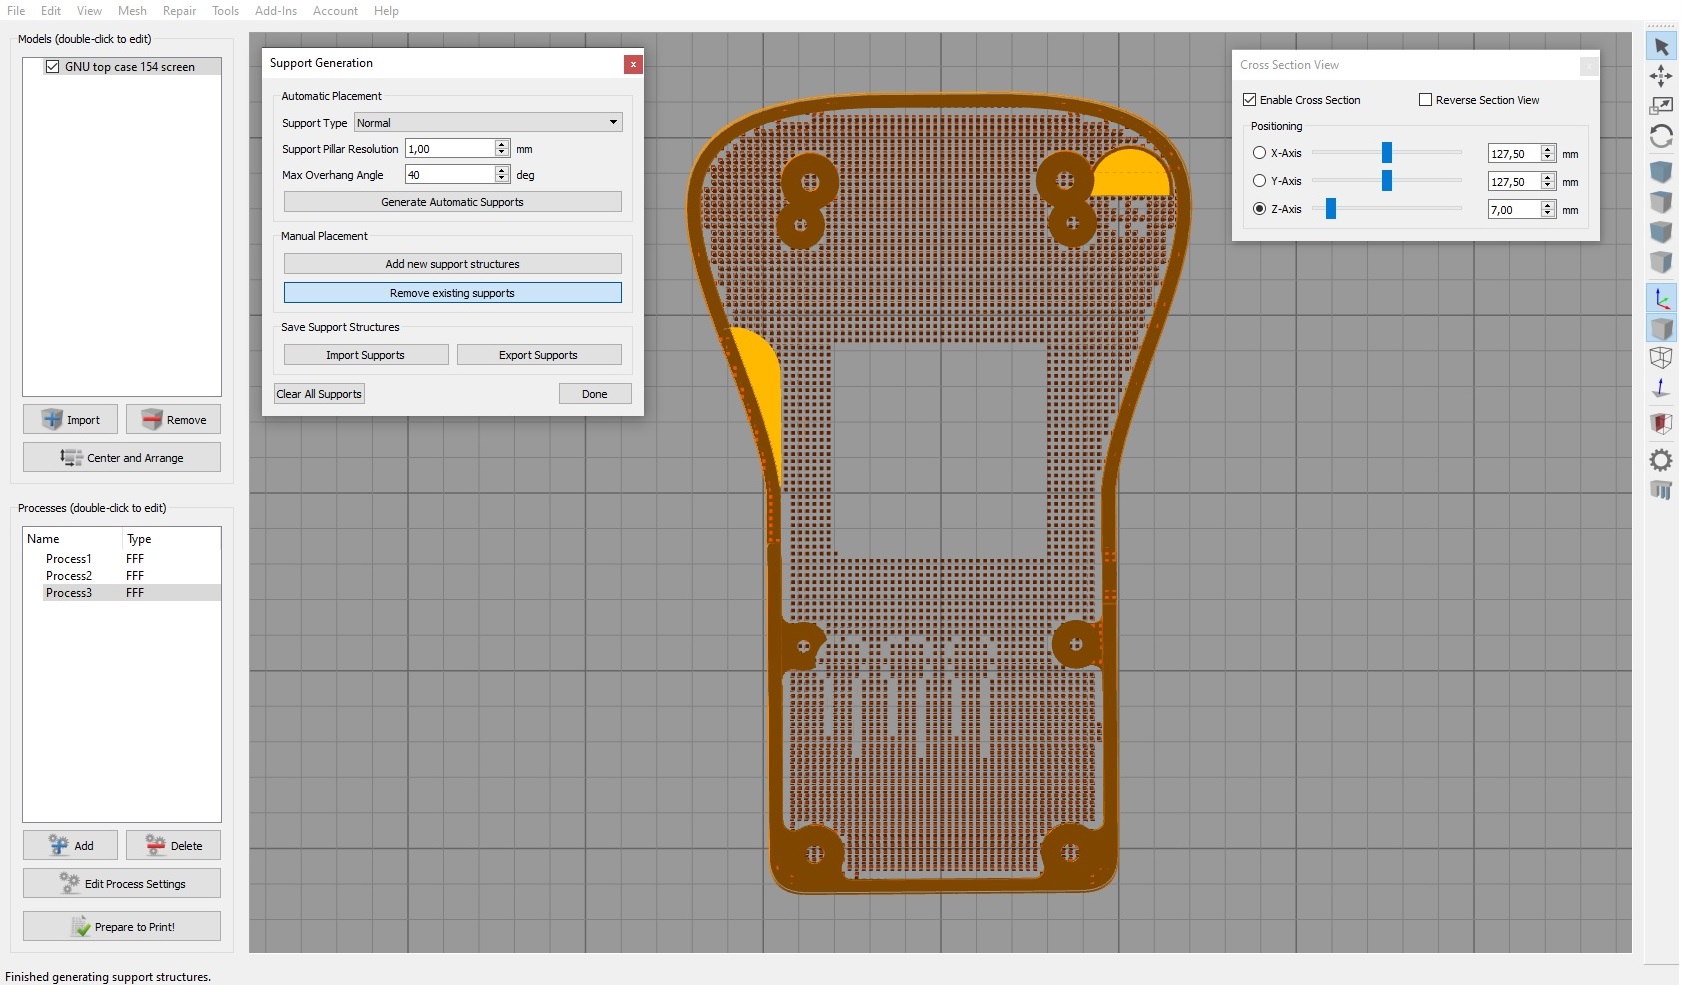 File Edit View Mesh Repair Tools Add-Ins Account Help
Models (double-click to edit)
GNU top case 154 screen
Import Remove
Center and Arrange
Processes (double-click to edit)
Name Type
Process1 FFF
Process2 FFF
Process3 FFF
Add Delete
Edit Process Settings
Prepare to Print!
Finished generating support structures.
Support Generation
x
Automatic Placement
Support Type Normal
Support Pillar Resolution 1,00 mm
Max Overhang Angle 40 deg
Generate Automatic Supports
Manual Placement
Add new support structures
Remove existing supports
Save Support Structures
Import Supports Export Supports
Clear All Supports Done
Cross Section View
x
Enable Cross Section Reverse Section View
Positioning
X-Axis 127,50 mm
Y-Axis 127,50 mm
Z-Axis 7,00 mm